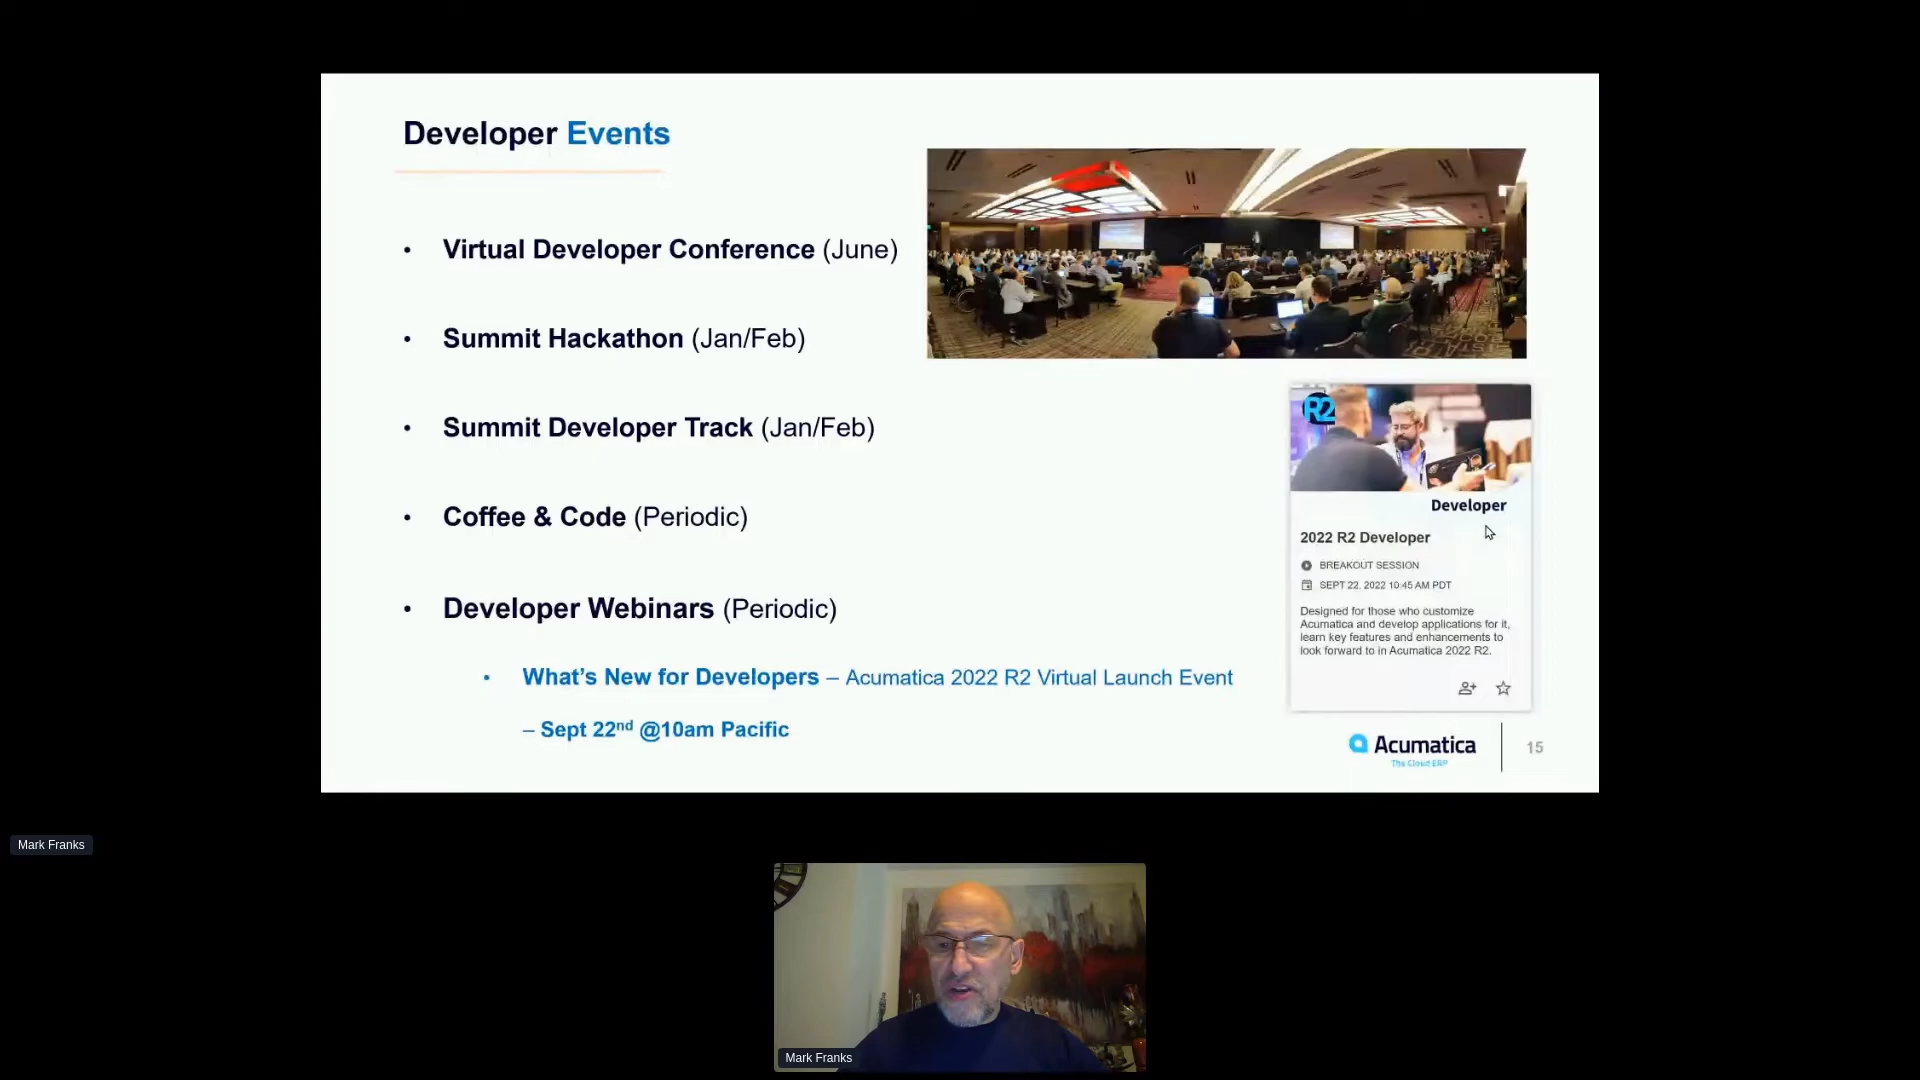 Developer Events
• Virtual Developer Conference (June)
• Summit Hackathon (Jan/Feb)
• Summit Developer Track (Jan/Feb)
• Coffee & Code (Periodic)
• Developer Webinars (Periodic)
• What's New for Developers – Acumatica 2022 R2 Virtual Launch Event
– Sept 22nd @10am Pacific
R2
Developer
2022 R2 Developer
BREAKOUT SESSION
SEPT 22, 2022 10:45 AM PDT
Designed for those who customize
Acumatica and develop applications for it,
learn key features and enhancements to
look forward to in Acumatica 2022 R2.
Acumatica
The Cloud ERP
15
Mark Franks
Mark Franks